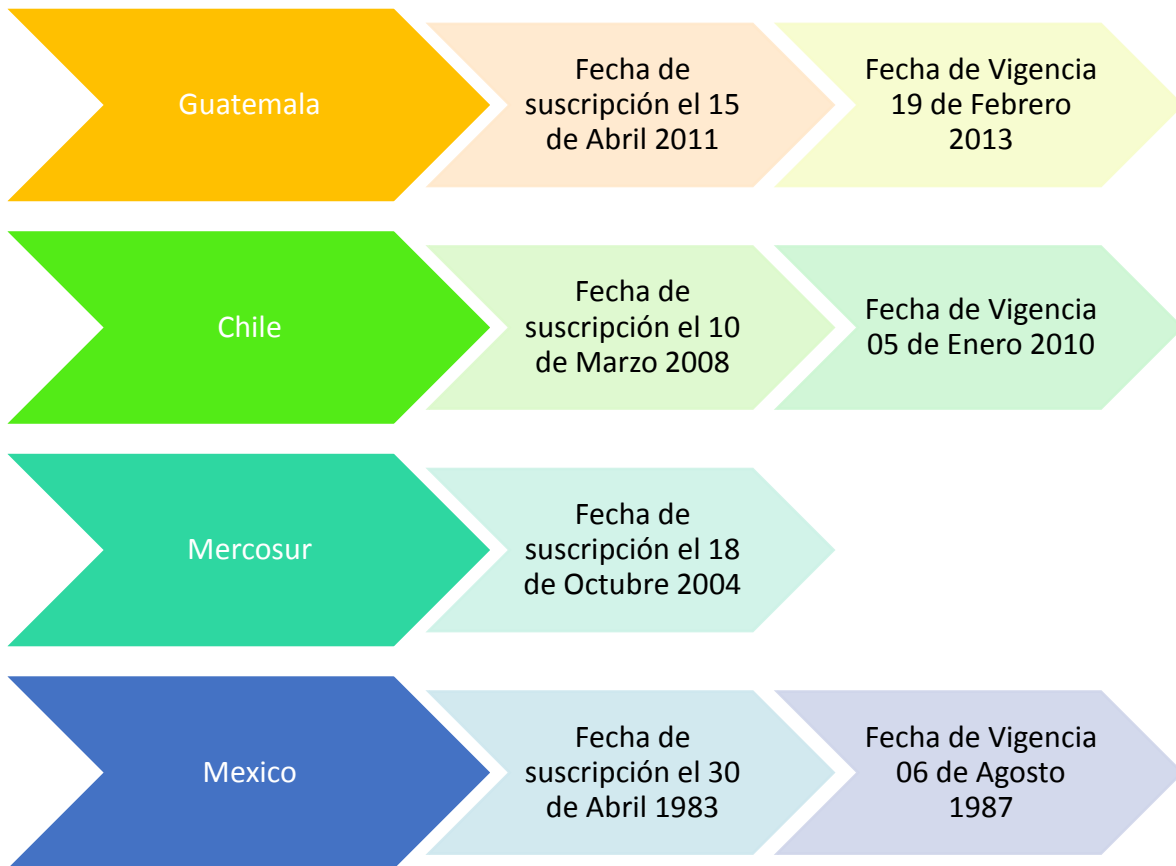 Guatemala
Fecha de
suscripción el 15
de Abril 2011
Fecha de Vigencia
19 de Febrero
2013
Chile
Fecha de
suscripción el 10
de Marzo 2008
Fecha de Vigencia
05 de Enero 2010
Mercosur
Fecha de
suscripción el 18
de Octubre 2004
Mexico
Fecha de
suscripción el 30
de Abril 1983
Fecha de Vigencia
06 de Agosto
1987